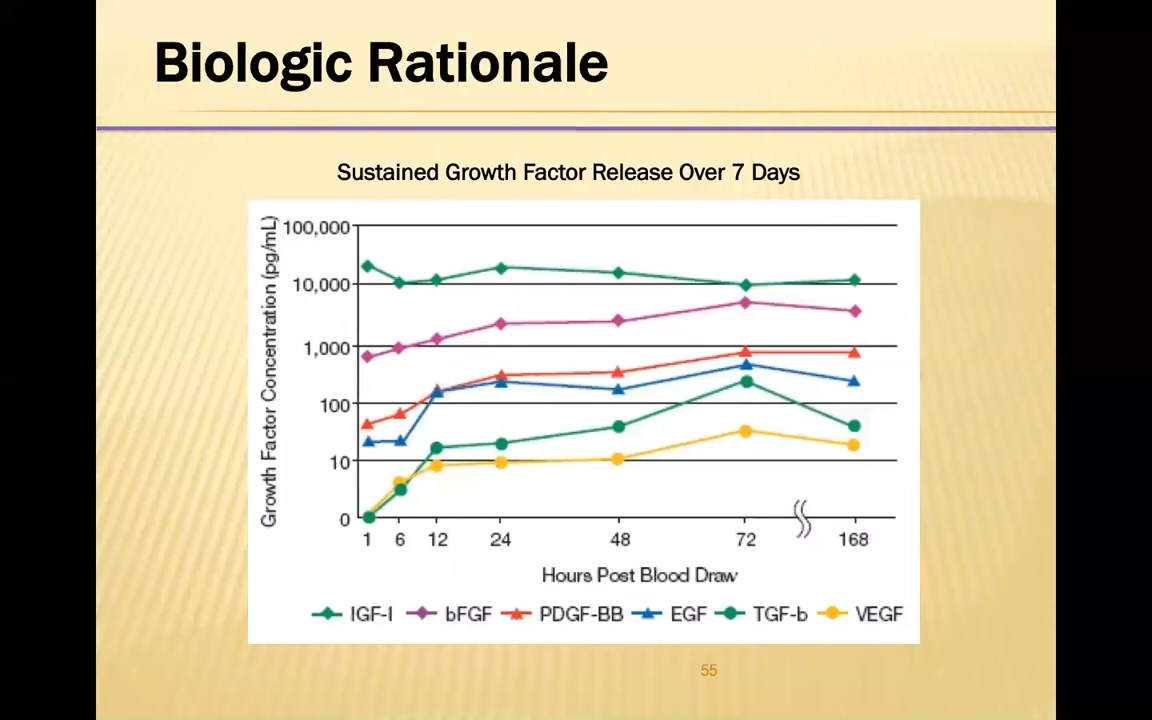 Biologic Rationale
Sustained Growth Factor Release Over 7 Days
Growth Factor Concentration (pg/mL)
100,000
10,000
1,000
100
10
0
1 6 12 24 48 72 168
Hours Post Blood Draw
IGF-I bFGF PDGF-BB EGF TGF-b VEGF
55